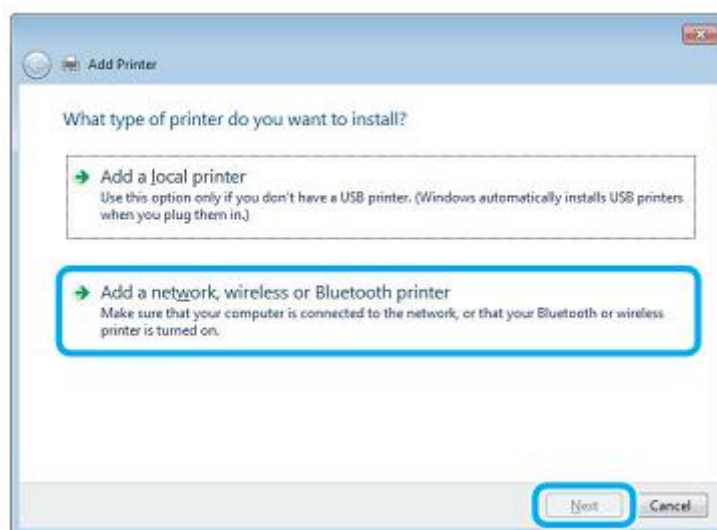 Add Printer
What type of printer do you want to install?
Add a local printer
Use this option only if you don't have a USB printer. (Windows automatically installs USB printers
when you plug them in.)
Add a network, wireless or Bluetooth printer
Make sure that your computer is connected to the network, or that your Bluetooth or wireless
printer is turned on.
Next Cancel